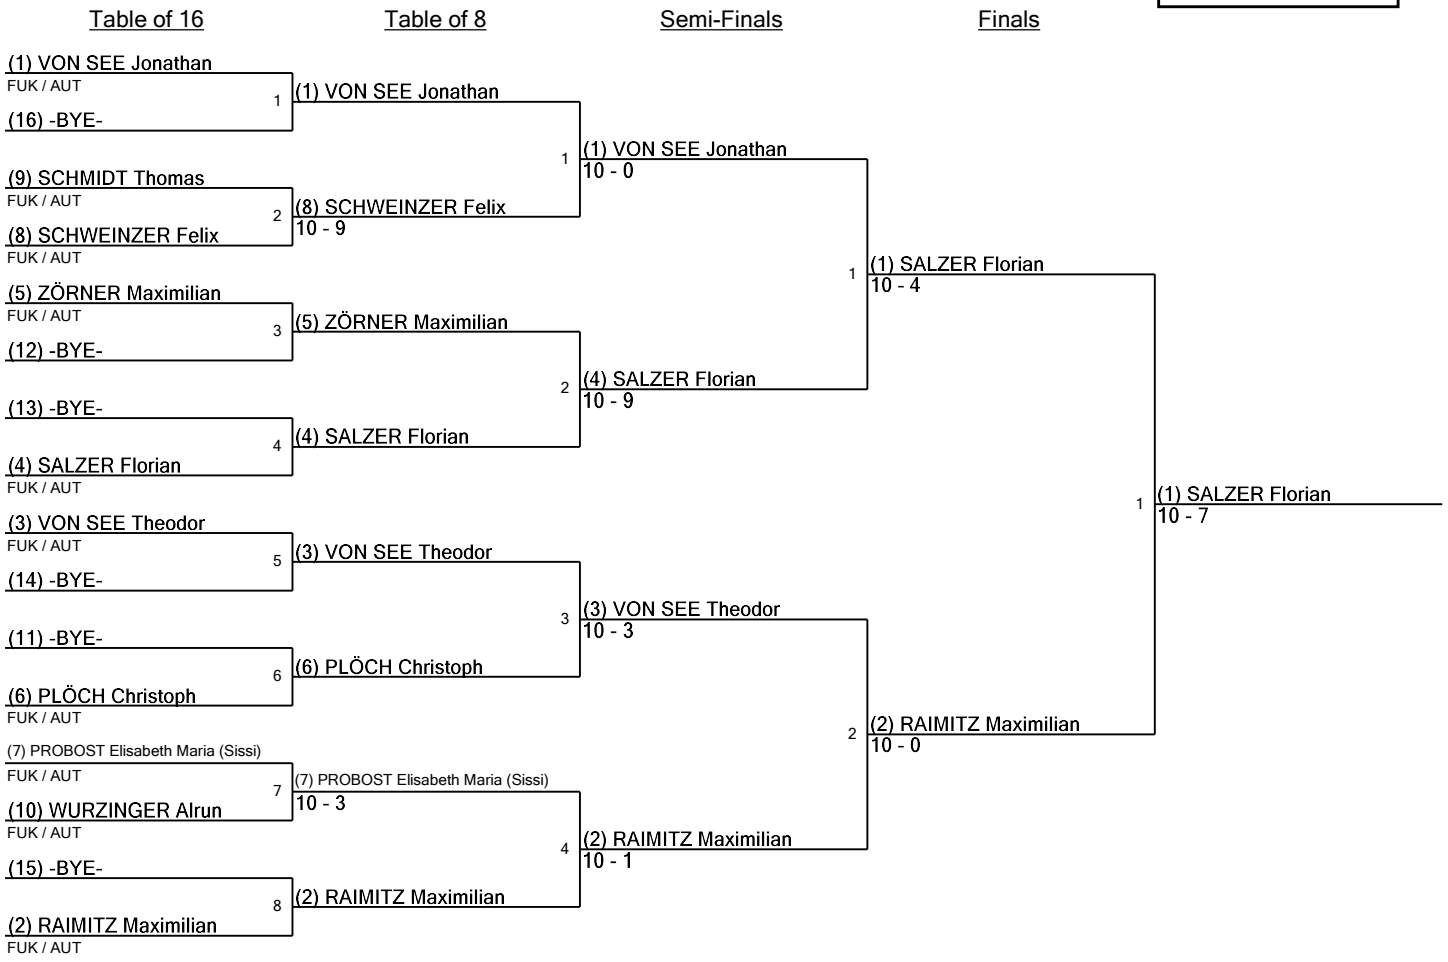 Table of 16
Table of 8
Semi-Finals
Finals
(1) VON SEE Jonathan
FUK / AUT
1
(16) -BYE-
(9) SCHMIDT Thomas
FUK / AUT
2
(8) SCHWEINZER Felix
FUK / AUT
(5) ZÖRNER Maximilian
FUK / AUT
3
(12) -BYE-
(13) -BYE-
4
(4) SALZER Florian
FUK / AUT
(3) VON SEE Theodor
FUK / AUT
5
(14) -BYE-
(11) -BYE-
6
(6) PLÖCH Christoph
FUK / AUT
(7) PROBOST Elisabeth Maria (Sissi)
FUK / AUT
7
(10) WURZINGER Alrun
FUK / AUT
(15) -BYE-
8
(2) RAIMITZ Maximilian
FUK / AUT
(1) VON SEE Jonathan
1
(8) SCHWEINZER Felix
10 - 9
(5) ZÖRNER Maximilian
2
(4) SALZER Florian
(3) VON SEE Theodor
3
(6) PLÖCH Christoph
(7) PROBOST Elisabeth Maria (Sissi)
10 - 3
4
(2) RAIMITZ Maximilian
(1) VON SEE Jonathan
10 - 0
1
(4) SALZER Florian
10 - 9
(3) VON SEE Theodor
10 - 3
2
(2) RAIMITZ Maximilian
10 - 1
(1) SALZER Florian
10 - 4
1
(2) RAIMITZ Maximilian
10 - 0
(1) SALZER Florian
10 - 7